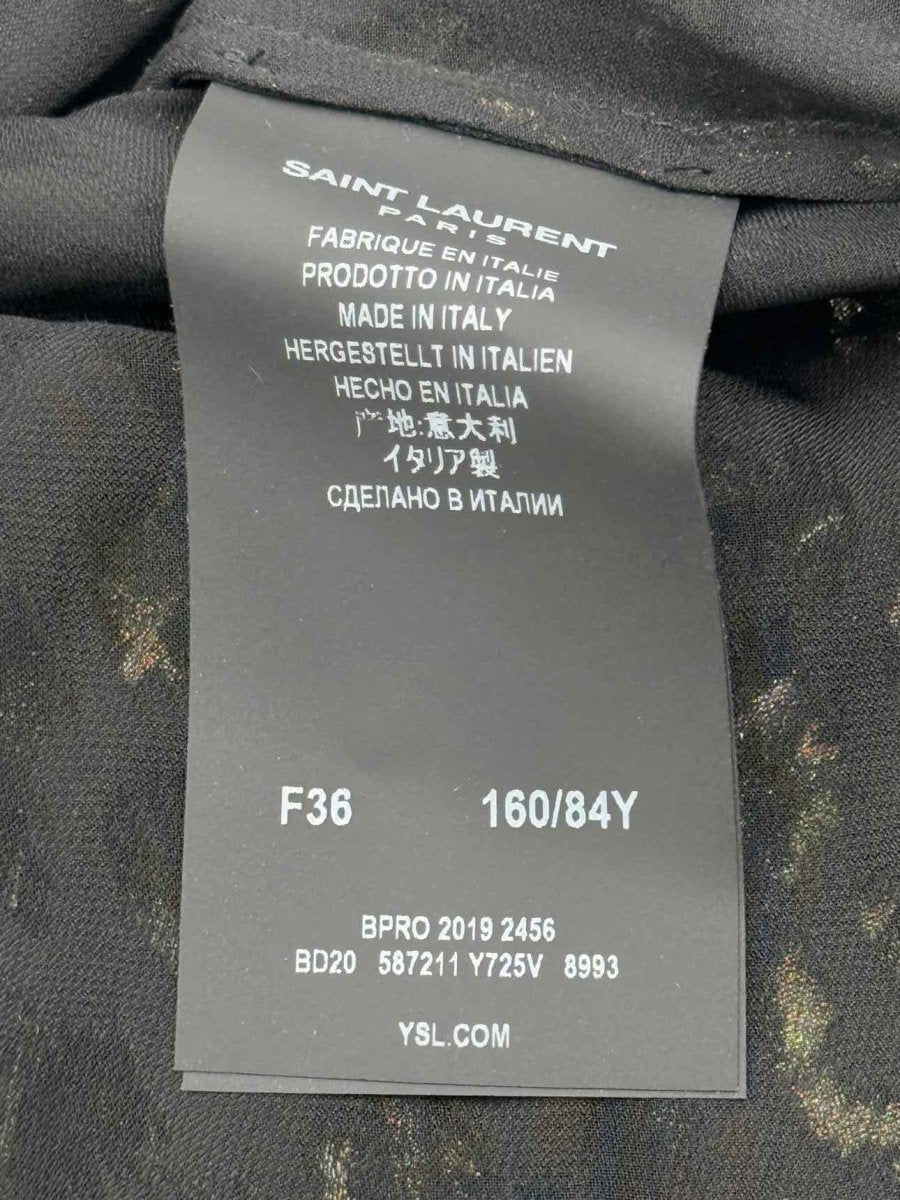 SAINT LAURENT
PARIS
FABRIQUE EN ITALIE
PRODOTTO IN ITALIA
MADE IN ITALY
HERGESTELLT IN ITALIEN
HECHO EN ITALIA
产地:意大利
イタリア製
СДЕЛАНО В ИТАЛИИ
F36 160/84Y
BPRO 2019 2456
BD20 587211 Y725V 8993
YSL.COM